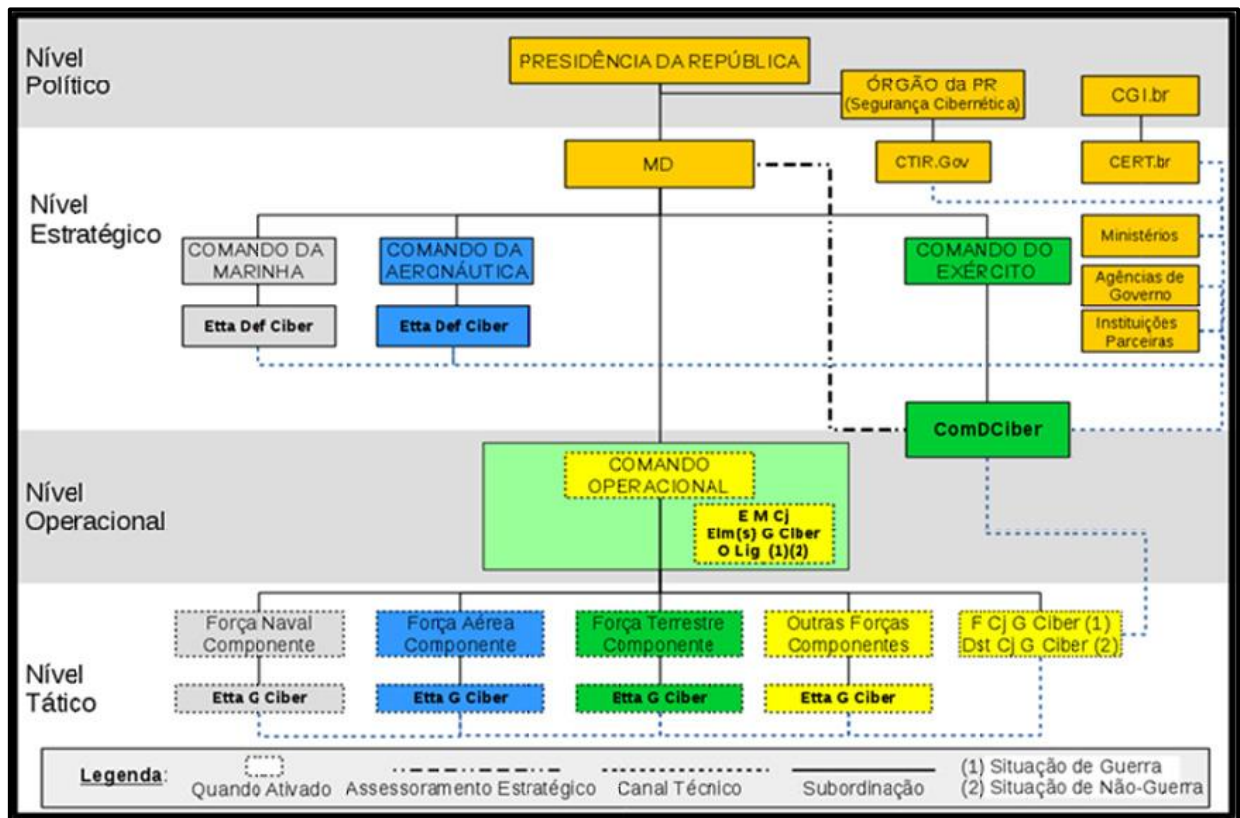 Nível
Político
PRESIDÊNCIA DA REPÚBLICA
ÓRGÃO da PR
(Segurança Cibernética)
CGI.br
Nível
Estratégico
MD
CTIR.Gov
CERT.br
COMANDO DA
MARINHA
COMANDO DA
AERONÁUTICA
COMANDO DO
EXÉRCITO
Ministérios
Agências de
Governo
Instituições
Parceiras
Etta Def Ciber
Etta Def Ciber
ComDCiber
Nível
Operacional
COMANDO
OPERACIONAL
E M Cj
Elm(s) G Ciber
O Lig (1)(2)
Nível
Tático
Força Naval
Componente
Força Aérea
Componente
Força Terrestre
Componente
Outras Forças
Componentes
F Cj G Ciber (1)
Dst Cj G Ciber (2)
Etta G Ciber
Etta G Ciber
Etta G Ciber
Etta G Ciber
Legenda:
Quando Ativado
Assessoramento Estratégico
Canal Técnico
Subordinação
(1) Situação de Guerra
(2) Situação de Não-Guerra